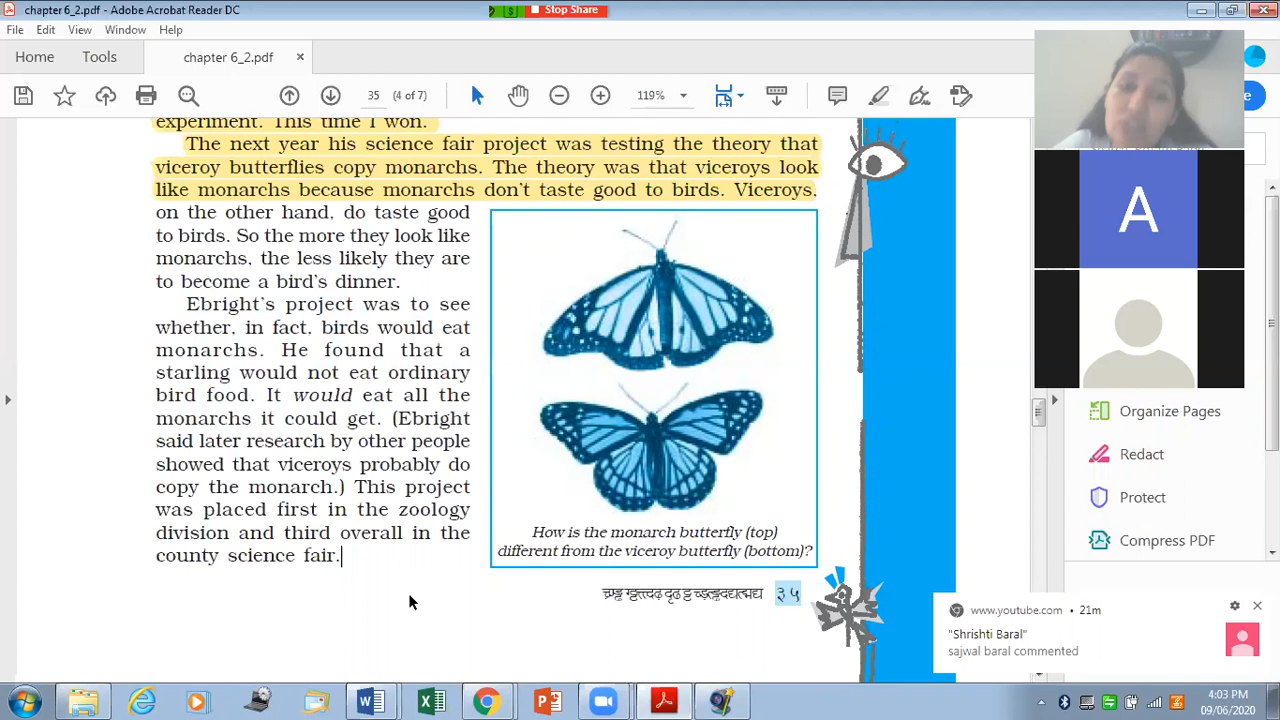 chapter 6_2.pdf - Adobe Acrobat Reader DC
Stop Share
File Edit View Window Help
Home Tools chapter 6_2.pdf
35 (4 of 7) 119%
experiment. This time I won.
The next year his science fair project was testing the theory that
viceroy butterflies copy monarchs. The theory was that viceroys look
like monarchs because monarchs don't taste good to birds. Viceroys,
on the other hand, do taste good
to birds. So the more they look like
monarchs, the less likely they are
to become a bird's dinner.
Ebright's project was to see
whether, in fact, birds would eat
monarchs. He found that a
starling would not eat ordinary
bird food. It would eat all the
monarchs it could get. (Ebright
said later research by other people
showed that viceroys probably do
copy the monarch.) This project
was placed first in the zoology
division and third overall in the
county science fair.
How is the monarch butterfly (top)
different from the viceroy butterfly (bottom)?
३५
A
Organize Pages
Redact
Protect
Compress PDF
www.youtube.com • 21m
"Shrishti Baral"
sajwal baral commented
4:03 PM
09/06/2020